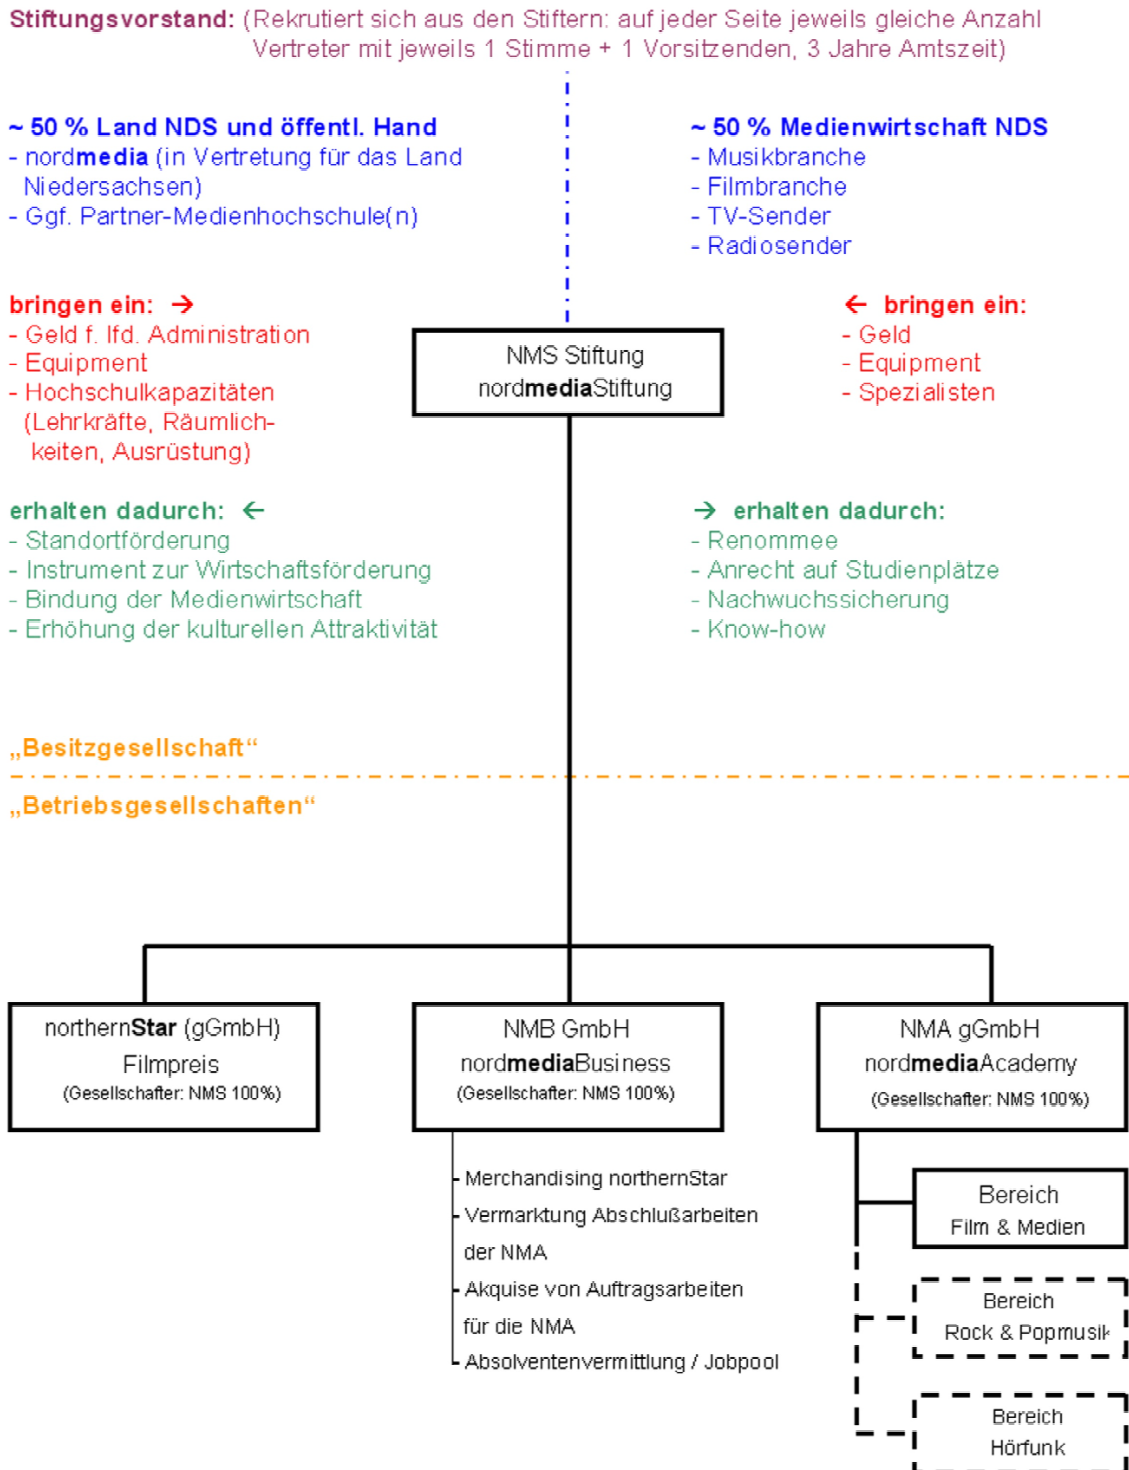 Stiftungsvorstand: (Rekrutiert sich aus den Stiftern: auf jeder Seite jeweils gleiche Anzahl
Vertreter mit jeweils 1 Stimme + 1 Vorsitzenden, 3 Jahre Amtszeit)
~ 50 % Land NDS und öffentl. Hand
- nordmedia (in Vertretung für das Land
Niedersachsen)
- Ggf. Partner-Medienhochschule(n)
~ 50 % Medienwirtschaft NDS
- Musikbranche
- Filmbranche
- TV-Sender
- Radiosender
bringen ein: →
- Geld f. lfd. Administration
- Equipment
- Hochschulkapazitäten
(Lehrkräfte, Räumlich-
keiten, Ausrüstung)
NMS Stiftung
nordmediaStiftung
← bringen ein:
- Geld
- Equipment
- Spezialisten
erhalten dadurch: ←
- Standortförderung
- Instrument zur Wirtschaftsförderung
- Bindung der Medienwirtschaft
- Erhöhung der kulturellen Attraktivität
→ erhalten dadurch:
- Renommee
- Anrecht auf Studienplätze
- Nachwuchssicherung
- Know-how
„Besitzgesellschaft“
„Betriebsgesellschaften“
northernStar (gGmbH)
Filmpreis
(Gesellschafter: NMS 100%)
NMB GmbH
nordmediaBusiness
(Gesellschafter: NMS 100%)
NMA gGmbH
nordmediaAcademy
(Gesellschafter: NMS 100%)
- Merchandising northernStar
- Vermarktung Abschlußarbeiten
der NMA
- Akquise von Auftragsarbeiten
für die NMA
- Absolventenvermittlung / Jobpool
Bereich
Film & Medien
Bereich
Rock & Popmusik
Bereich
Hörfunk